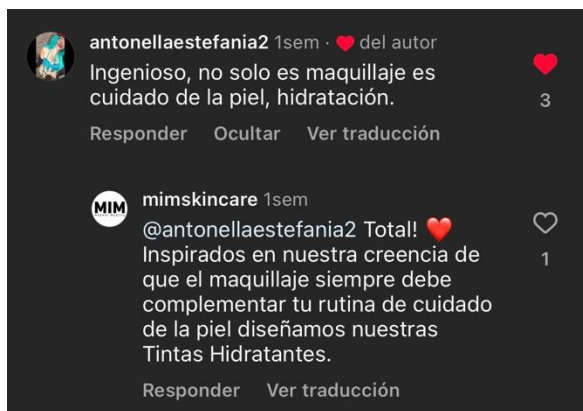 antonellaestefania2 1sem · ❤️ del autor
Ingenioso, no solo es maquillaje es
cuidado de la piel, hidratación.
3
Responder Ocultar Ver traducción
MIM
mimskincare 1sem
@antonellaestefania2 Total! ❤️
Inspirados en nuestra creencia de
que el maquillaje siempre debe
complementar tu rutina de cuidado
de la piel diseñamos nuestras
Tintas Hidratantes.
1
Responder Ver traducción